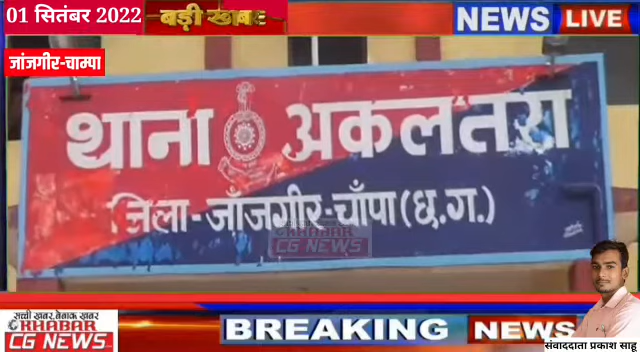 01 सितंबर 2022
बड़ी खबर
NEWS LIVE
जांजगीर-चाम्पा
थाना अकलतरा
जिला-जाँजगीर-चाँपा (छ.ग.)
KHABAR
CG NEWS
सच्ची खबर, बेबाक खबर
KHABAR
CG NEWS
BREAKING NEWS
संवाददाता प्रकाश साहू